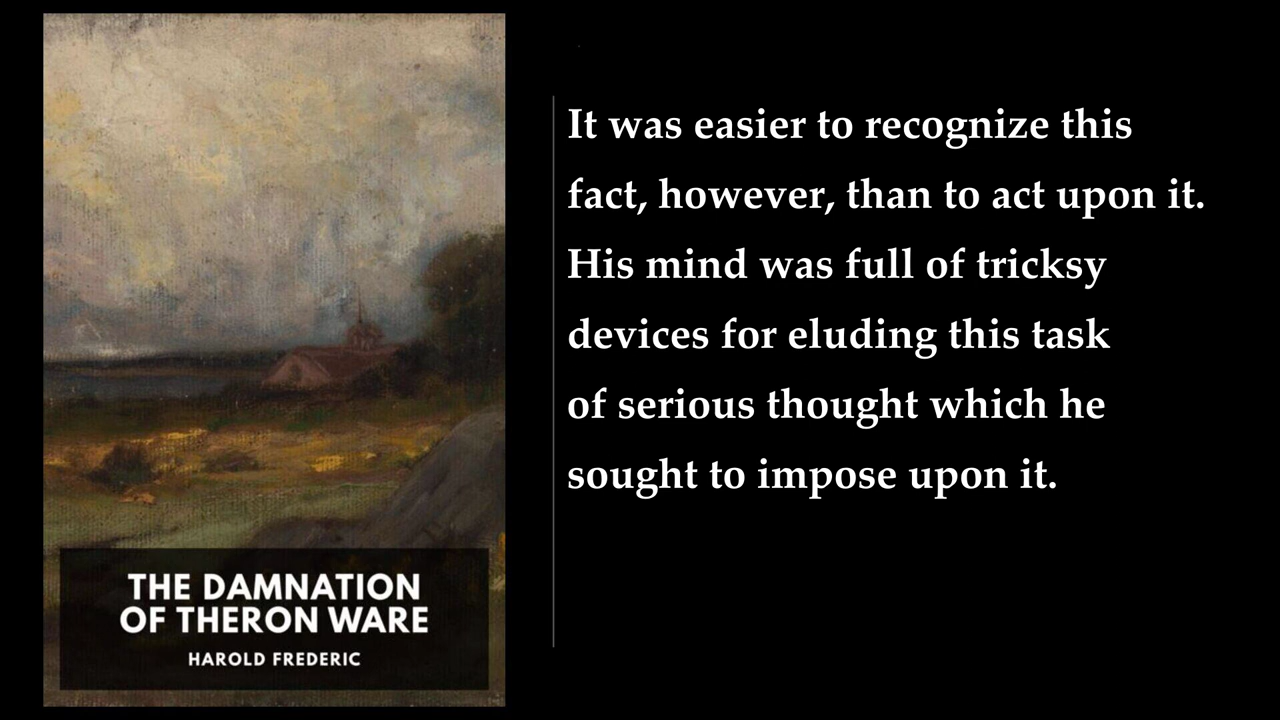 It was easier to recognize this
fact, however, than to act upon it.
His mind was full of tricksy
devices for eluding this task
of serious thought which he
sought to impose upon it.
THE DAMNATION
OF THERON WARE
HAROLD FREDERIC